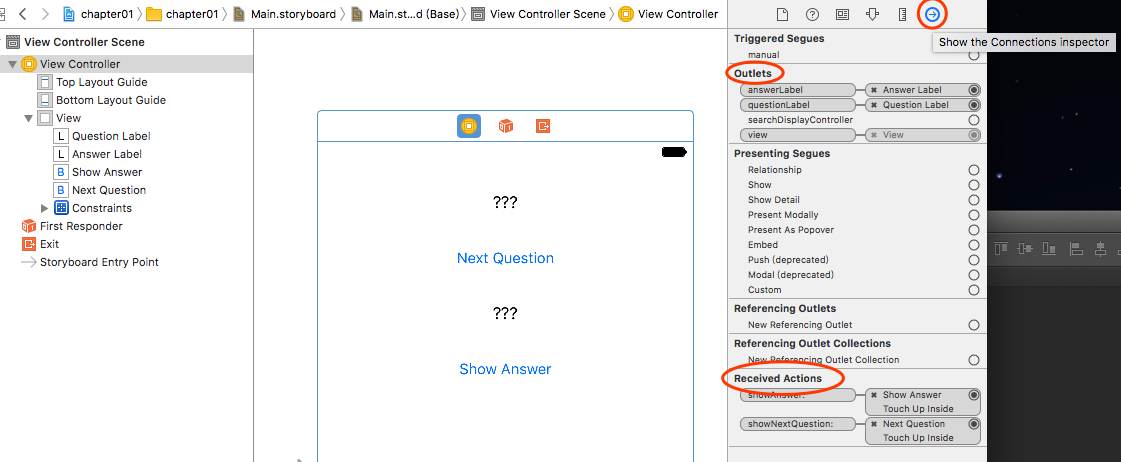 chapter01 chapter01 Main.storyboard Main.st...d (Base) View Controller Scene View Controller
Show the Connections inspector
View Controller Scene
View Controller
Top Layout Guide
Bottom Layout Guide
View
L Question Label
L Answer Label
B Show Answer
B Next Question
Constraints
First Responder
Exit
Storyboard Entry Point
???
Next Question
???
Show Answer
Triggered Segues
manual
Outlets
answerLabel Answer Label
questionLabel Question Label
searchDisplayController
view View
Presenting Segues
Relationship
Show
Show Detail
Present Modally
Present As Popover
Embed
Push (deprecated)
Modal (deprecated)
Custom
Referencing Outlets
New Referencing Outlet
Referencing Outlet Collections
New Referencing Outlet Collection
Received Actions
showAnswer: Show Answer
Touch Up Inside
showNextQuestion: Next Question
Touch Up Inside